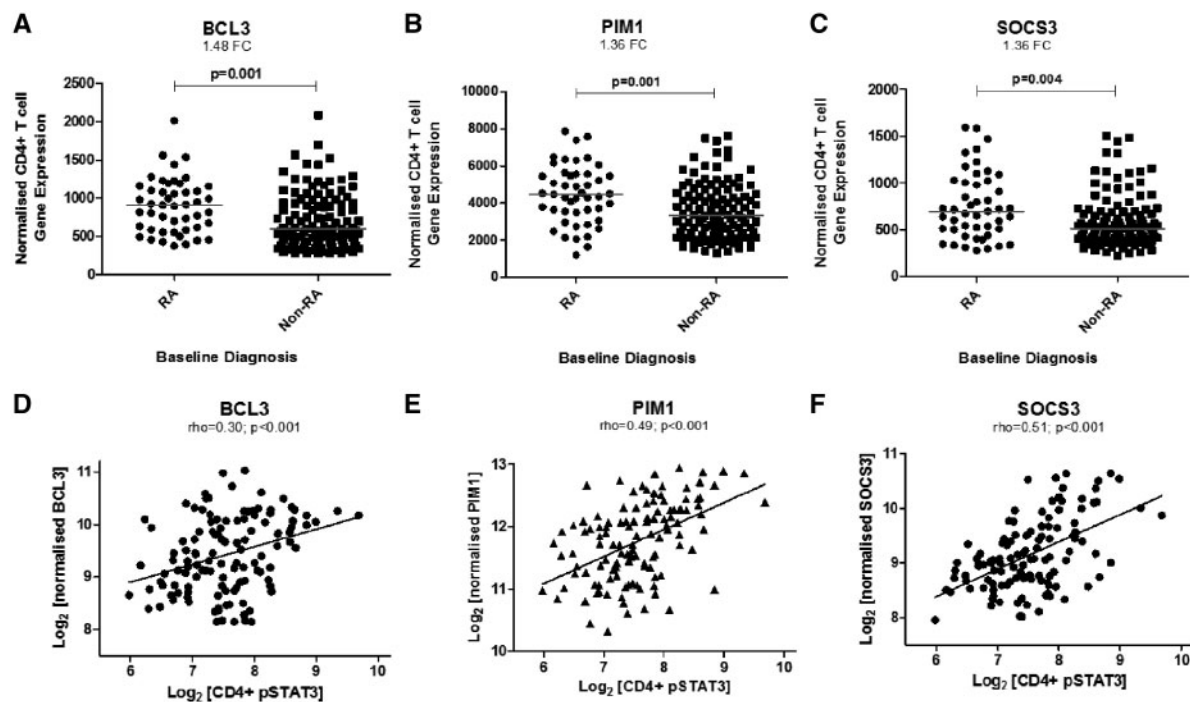 A
BCL3
1.48 FC
p=0.001
Normalised CD4+ T cell
Gene Expression
2500
2000
1500
1000
500
0
RA
Non-RA
Baseline Diagnosis
B
PIM1
1.36 FC
p=0.001
Normalised CD4+ T cell
Gene Expression
10000
8000
6000
4000
2000
0
RA
Non-RA
Baseline Diagnosis
C
SOCS3
1.36 FC
p=0.004
Normalised CD4+ T cell
Gene Expression
2000
1500
1000
500
0
RA
Non-RA
Baseline Diagnosis
D
BCL3
rho=0.30; p<0.001
Log₂ [normalised BCL3]
11
10
9
8
6 7 8 9 10
Log₂ [CD4+ pSTAT3]
E
PIM1
rho=0.49; p<0.001
Log₂ [normalised PIM1]
13
12
11
10
6 7 8 9 10
Log₂ [CD4+ pSTAT3]
F
SOCS3
rho=0.51; p<0.001
Log₂ [normalised SOCS3]
11
10
9
8
6 7 8 9 10
Log₂ [CD4+ pSTAT3]